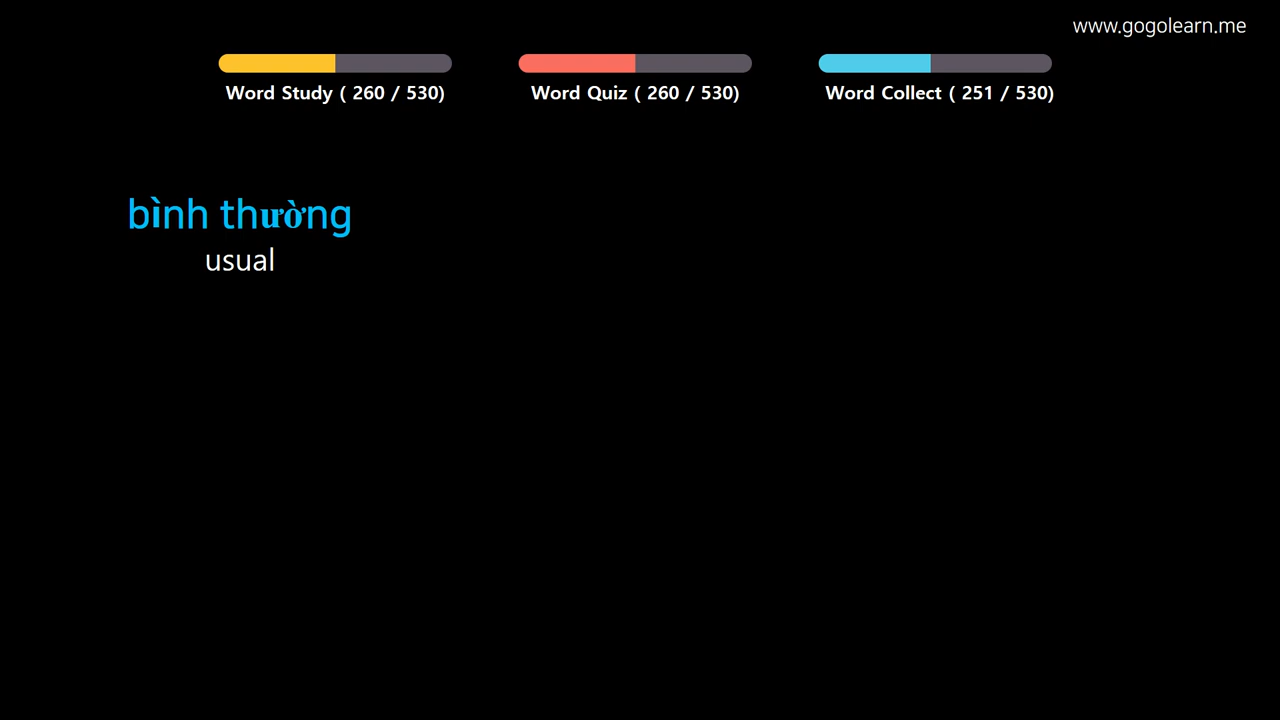 www.gogolearn.me
Word Study ( 260 / 530)
Word Quiz ( 260 / 530)
Word Collect ( 251 / 530)
bình thường
usual